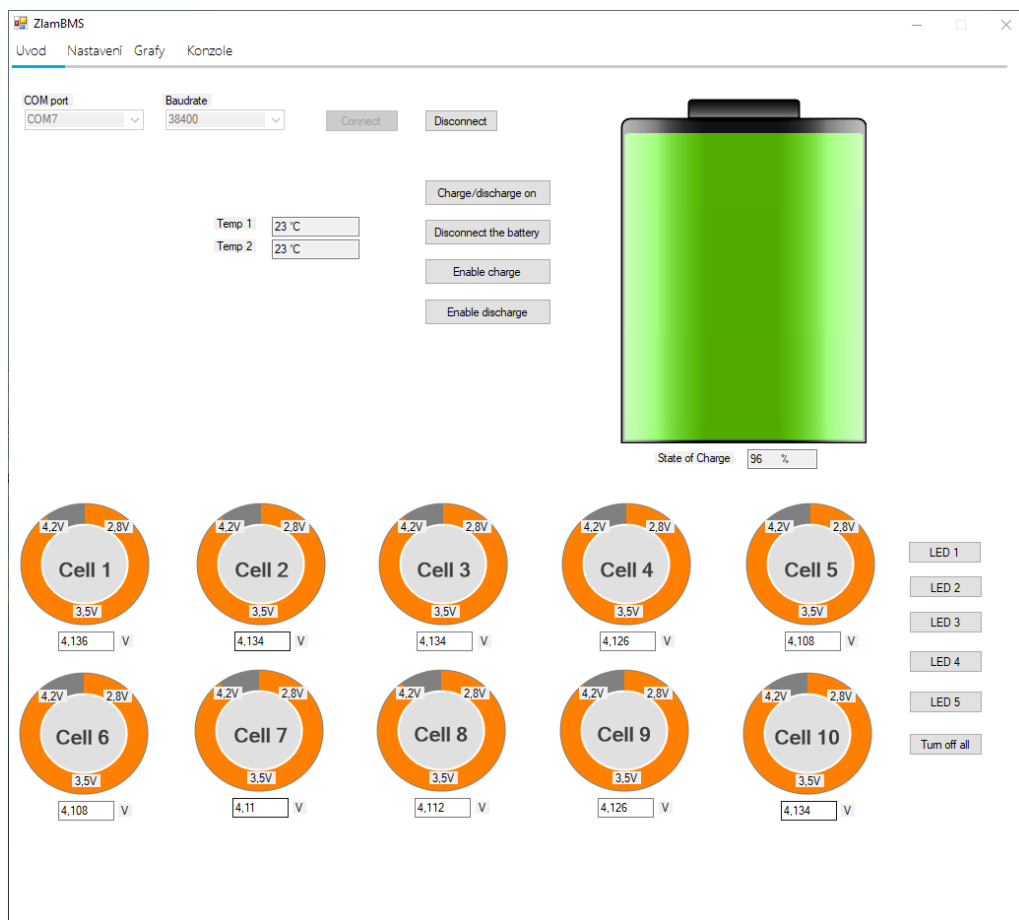 ZlamBMS
Uvod Nastavení Grafy Konzole
COM port Baudrate
COM7 38400 Connect Disconnect
Charge/discharge on
Temp 1 23 °C
Disconnect the battery
Temp 2 23 °C
Enable charge
Enable discharge
State of Charge 96 %
4,2V 2,8V 4,2V 2,8V 4,2V 2,8V 4,2V 2,8V 4,2V 2,8V
LED 1
Cell 1 Cell 2 Cell 3 Cell 4 Cell 5
LED 2
3,5V 3,5V 3,5V 3,5V 3,5V
LED 3
4,136 V 4,134 V 4,134 V 4,126 V 4,108 V
LED 4
4,2V 2,8V 4,2V 2,8V 4,2V 2,8V 4,2V 2,8V 4,2V 2,8V
LED 5
Cell 6 Cell 7 Cell 8 Cell 9 Cell 10
Turn off all
3,5V 3,5V 3,5V 3,5V 3,5V
4,108 V 4,11 V 4,112 V 4,126 V 4,134 V